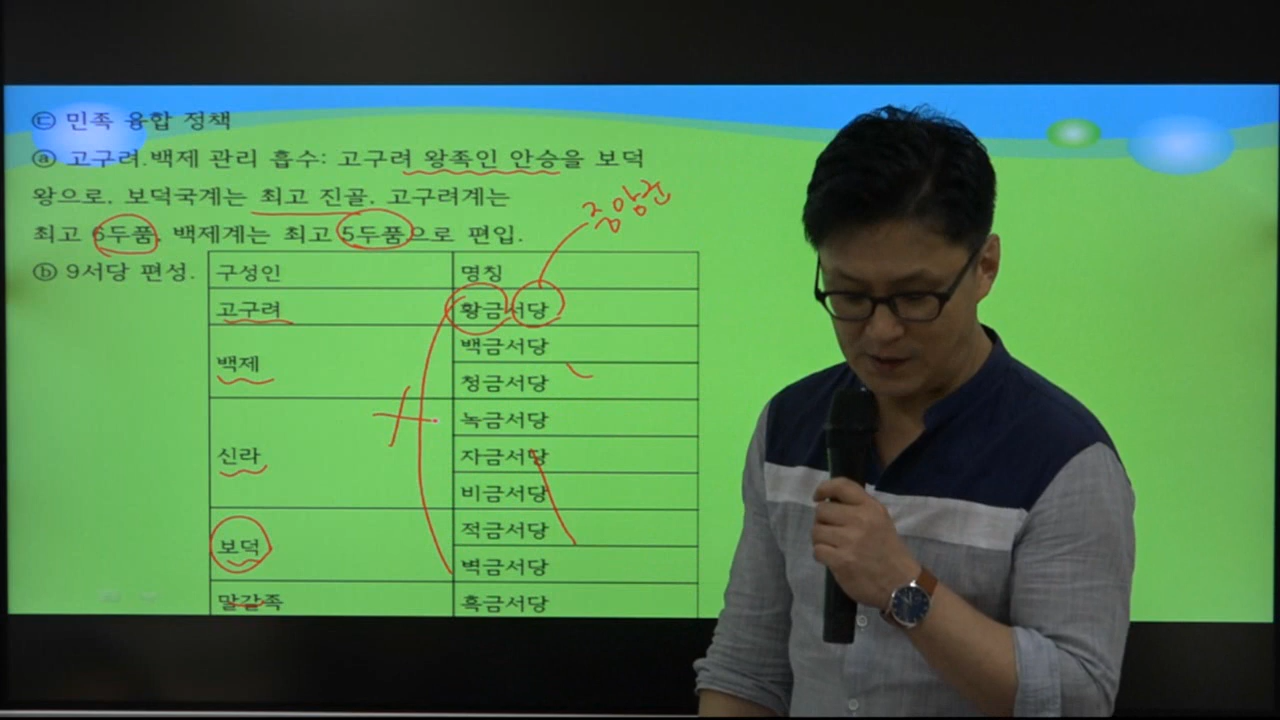 ㉢ 민족 융합 정책
ⓐ 고구려.백제 관리 흡수: 고구려 왕족인 안승을 보덕
왕으로, 보덕국계는 최고 진골, 고구려계는
최고 6두품, 백제계는 최고 5두품으로 편입.
중앙군
ⓑ 9서당 편성.
구성인 명칭
고구려 황금서당
백제 백금서당
청금서당
신라 녹금서당
자금서당
비금서당
보덕 적금서당
벽금서당
말갈족 흑금서당